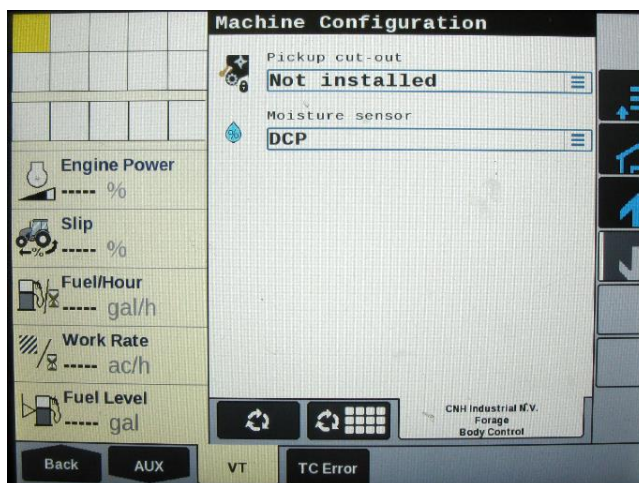 Machine Configuration
Pickup cut-out
Not installed
Moisture sensor
%
DCP
Engine Power
----- %
Slip
%
----- %
Fuel/Hour
----- gal/h
Work Rate
----- ac/h
Fuel Level
----- gal
CNH Industrial N.V.
Forage
Body Control
Back
AUX
VT
TC Error